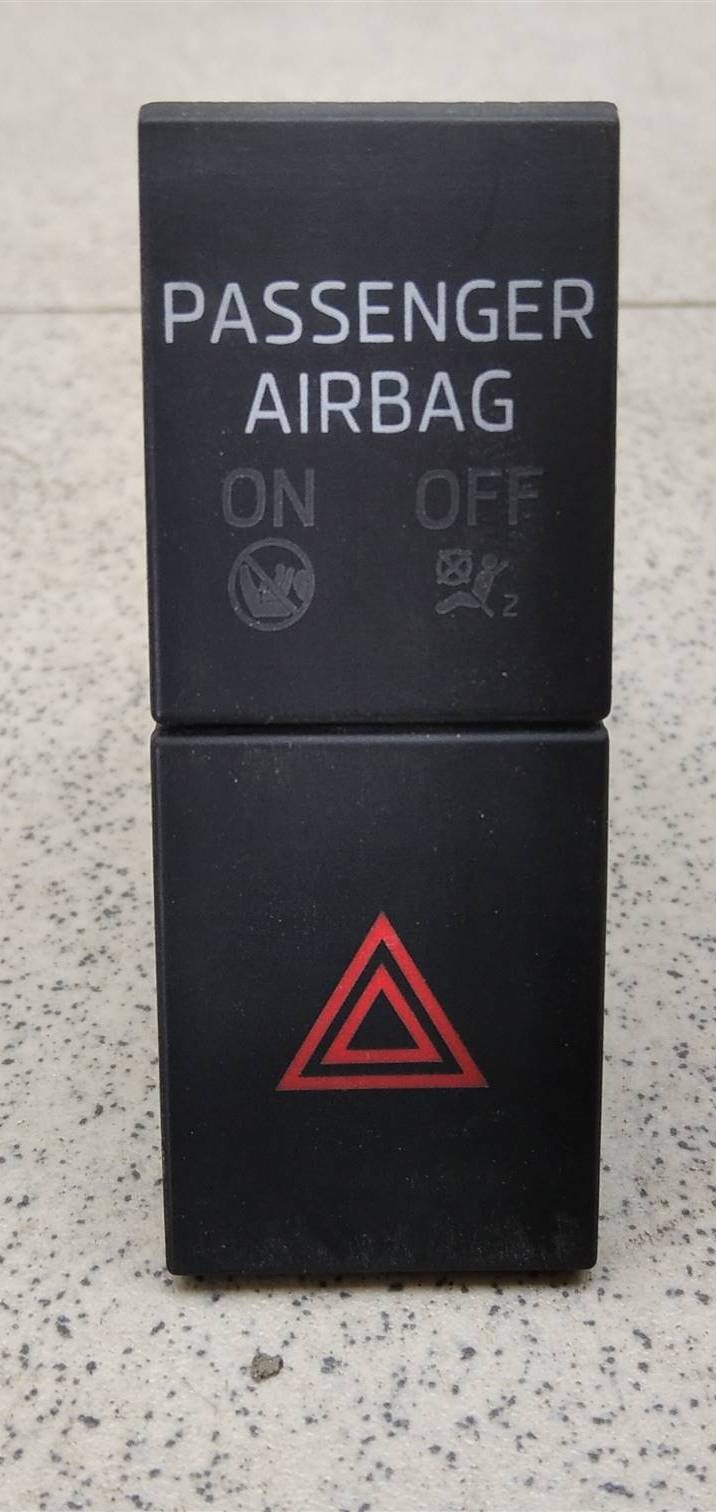 PASSENGER
AIRBAG
ON OFF
2